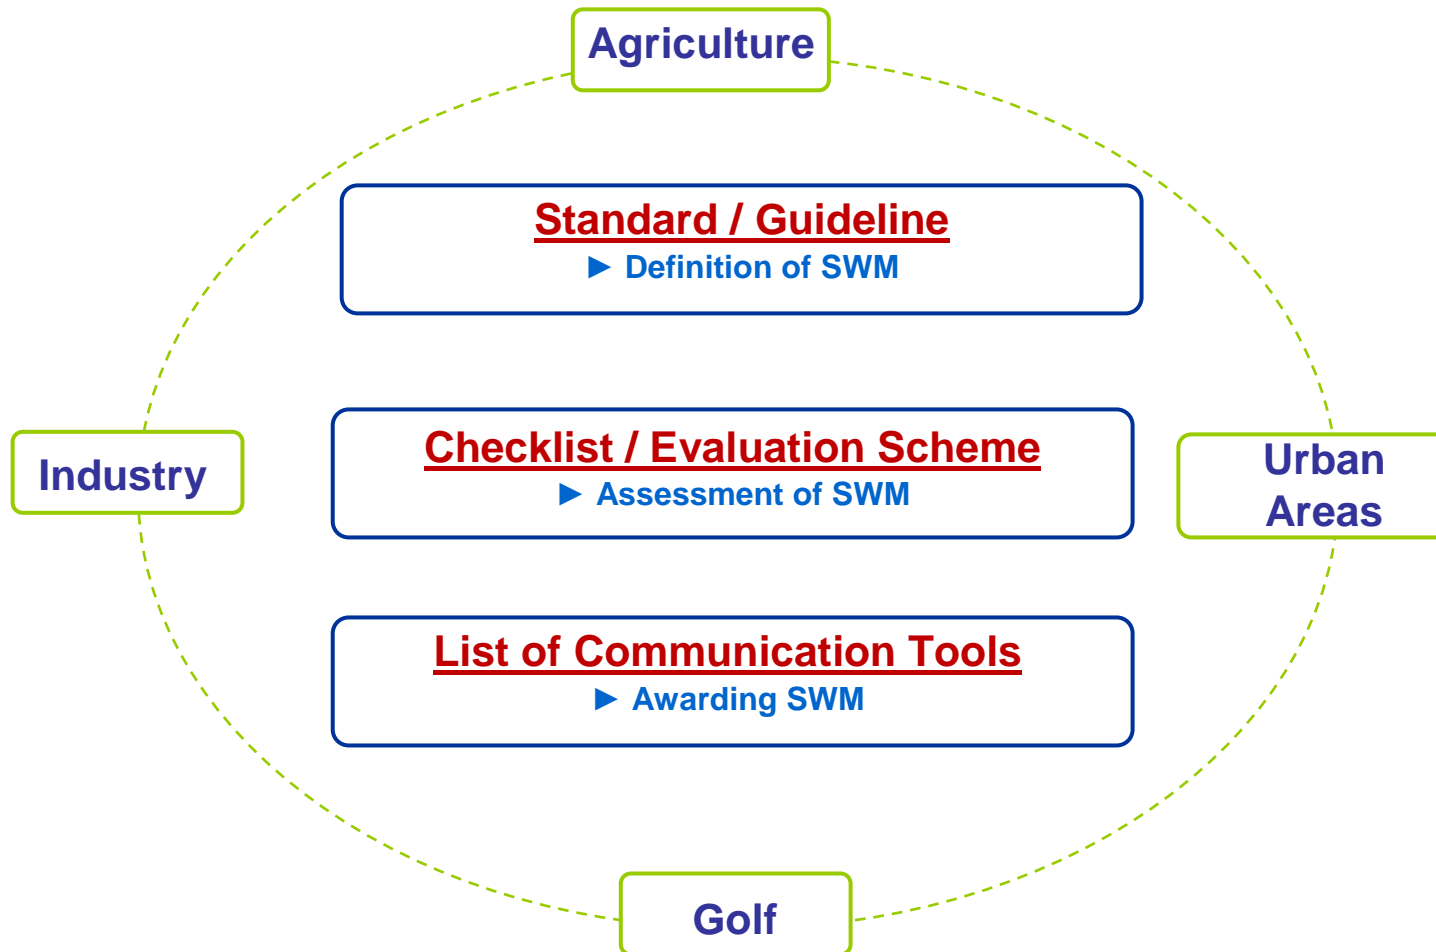 Agriculture
Standard / Guideline
► Definition of SWM
Checklist / Evaluation Scheme
► Assessment of SWM
Industry
Urban
Areas
List of Communication Tools
► Awarding SWM
Golf